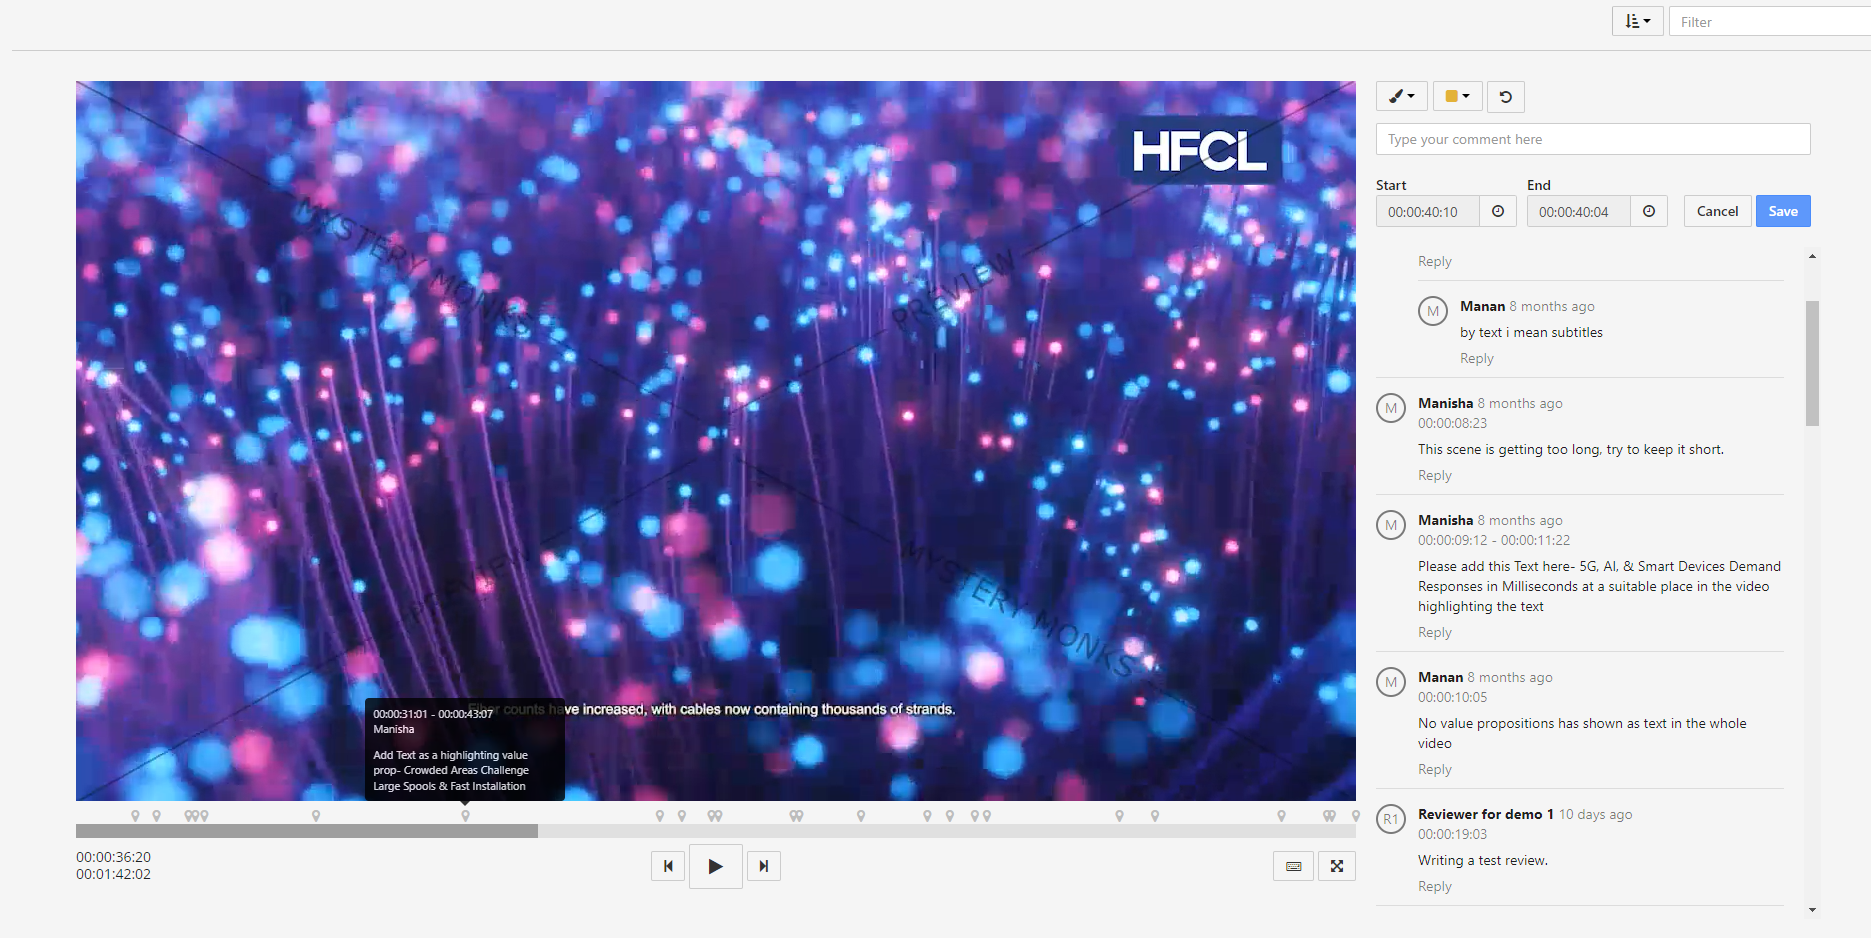 Filter
HFCL
MYSTERY MONKS
PREVIEW
PREVIEW
MYSTERY MONKS
Fiber counts have increased, with cables now containing thousands of strands.
00:00:31:01 - 00:00:43:07
Manisha
Add Text as a highlighting value
prop- Crowded Areas Challenge
Large Spools & Fast Installation
00:00:36:20
00:01:42:02
Type your comment here
Start
End
00:00:40:10
00:00:40:04
Cancel
Save
Reply
M
Manan 8 months ago
by text i mean subtitles
Reply
M
Manisha 8 months ago
00:00:08:23
This scene is getting too long, try to keep it short.
Reply
M
Manisha 8 months ago
00:00:09:12 - 00:00:11:22
Please add this Text here- 5G, AI, & Smart Devices Demand
Responses in Milliseconds at a suitable place in the video
highlighting the text
Reply
M
Manan 8 months ago
00:00:10:05
No value propositions has shown as text in the whole
video
Reply
R1
Reviewer for demo 1 10 days ago
00:00:19:03
Writing a test review.
Reply